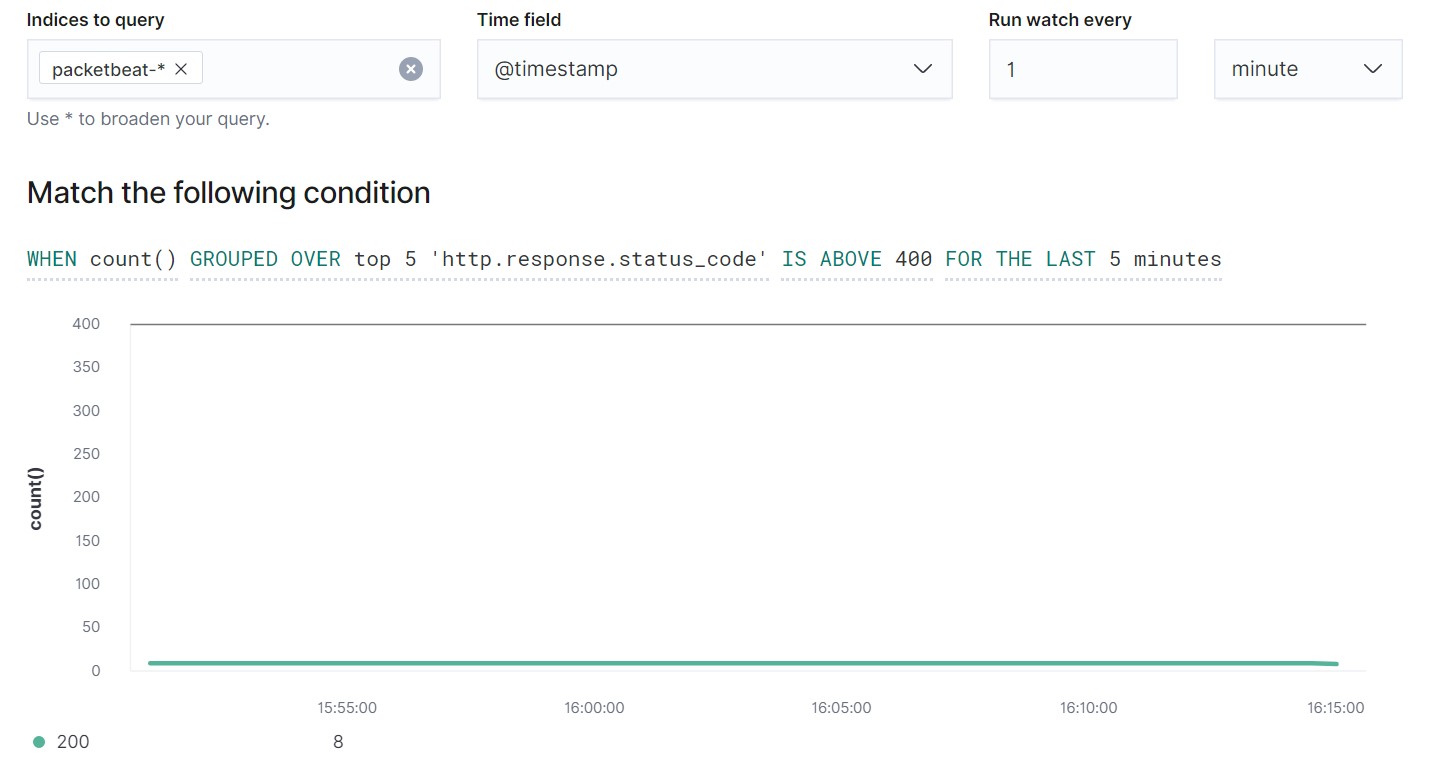 Indices to query Time field Run watch every
packetbeat-* @timestamp 1 minute
Use * to broaden your query.
Match the following condition
WHEN count() GROUPED OVER top 5 'http.response.status_code' IS ABOVE 400 FOR THE LAST 5 minutes
400
350
300
250
200
150
100
50
0
count()
15:55:00 16:00:00 16:05:00 16:10:00 16:15:00
200 8